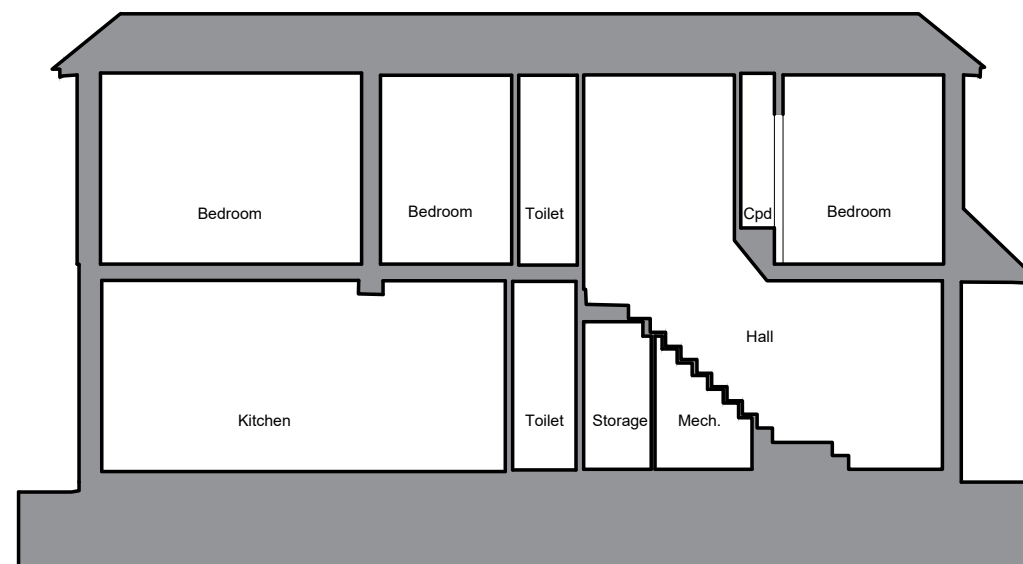 Bedroom
Bedroom
Toilet
Cpd
Bedroom
Hall
Kitchen
Toilet
Storage
Mech.